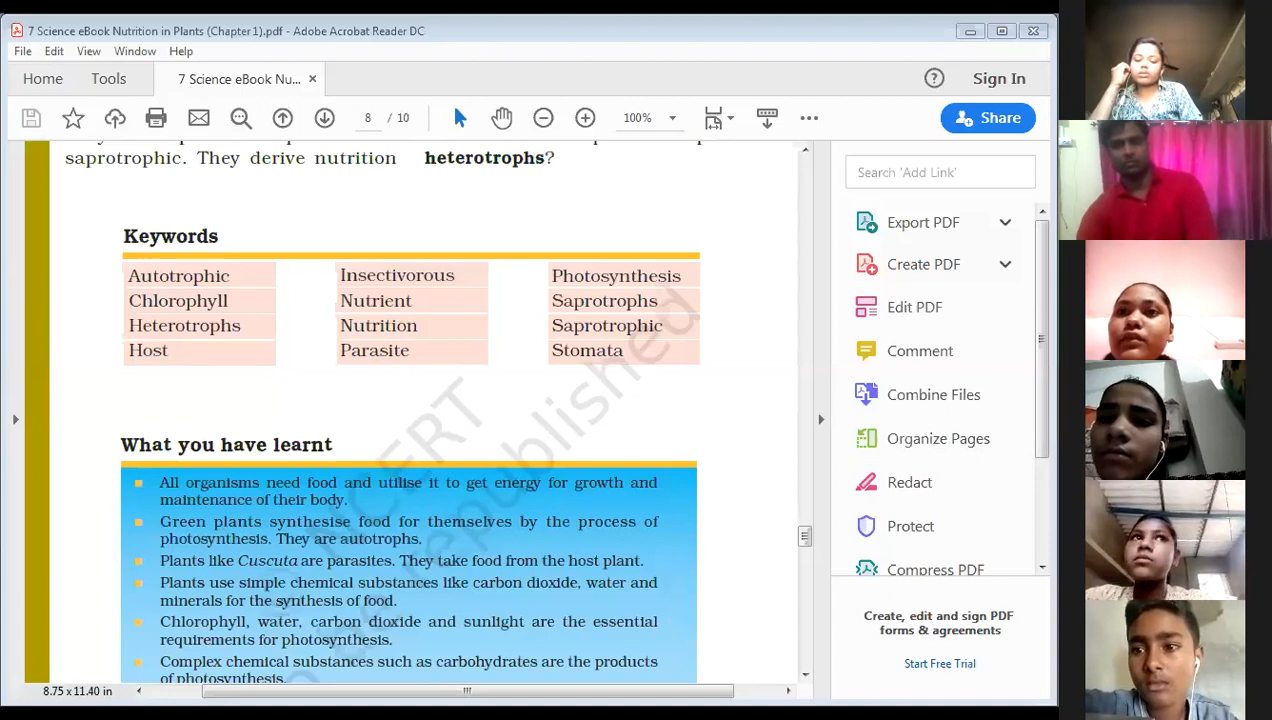 7 Science eBook Nutrition in Plants (Chapter1).pdf - Adobe Acrobat Reader DC
File Edit View Window Help
Home Tools 7 Science eBook Nu... × Sign In
8 / 10 100% Share
saprotrophic. They derive nutrition heterotrophs?
Keywords
Autotrophic Insectivorous Photosynthesis
Chlorophyll Nutrient Saprotrophs
Heterotrophs Nutrition Saprotrophic
Host Parasite Stomata
What you have learnt
All organisms need food and utilise it to get energy for growth and
maintenance of their body.
Green plants synthesise food for themselves by the process of
photosynthesis. They are autotrophs.
Plants like Cuscuta are parasites. They take food from the host plant.
Plants use simple chemical substances like carbon dioxide, water and
minerals for the synthesis of food.
Chlorophyll, water, carbon dioxide and sunlight are the essential
requirements for photosynthesis.
Complex chemical substances such as carbohydrates are the products
of photosynthesis.
NCERT
republished
8.75 x 11.40 in
Search 'Add Link'
Export PDF
Create PDF
Edit PDF
Comment
Combine Files
Organize Pages
Redact
Protect
Compress PDF
Create, edit and sign PDF
forms & agreements
Start Free Trial